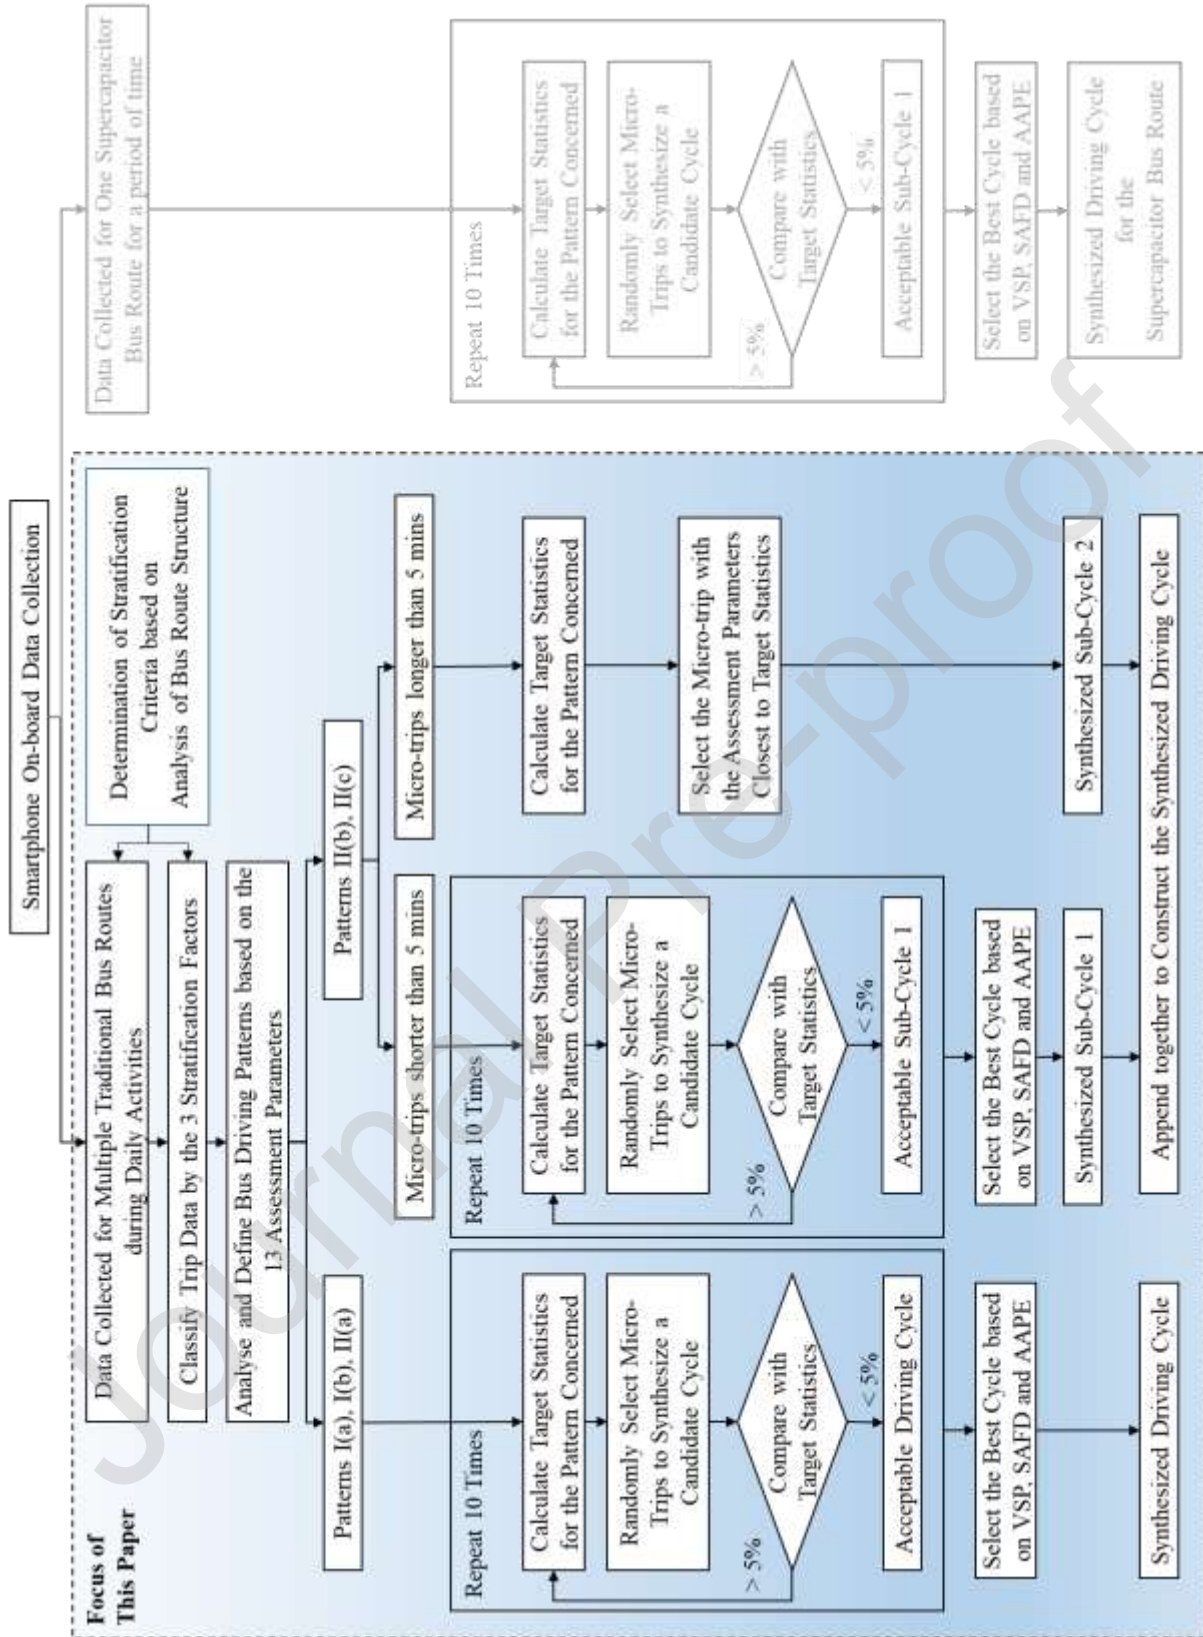 Smartphone On-board Data Collection
Focus of
This Paper
Data Collected for Multiple Traditional Bus Routes
during Daily Activities
Determination of Stratification
Criteria based on
Analysis of Bus Route Structure
Classify Trip Data by the 3 Stratification Factors
Analyse and Define Bus Driving Patterns based on the
13 Assessment Parameters
Patterns I(a), I(b), II(a)
Repeat 10 Times
Calculate Target Statistics
for the Pattern Concerned
Randomly Select Micro-
Trips to Synthesize a
Candidate Cycle
Compare with
Target Statistics
> 5%
< 5%
Acceptable Driving Cycle
Select the Best Cycle based
on VSP, SAFD and AAPE
Synthesized Driving Cycle
Patterns II(b), II(c)
Micro-trips shorter than 5 mins
Repeat 10 Times
Calculate Target Statistics
for the Pattern Concerned
Randomly Select Micro-
Trips to Synthesize a
Candidate Cycle
Compare with
Target Statistics
> 5%
< 5%
Acceptable Sub-Cycle 1
Select the Best Cycle based
on VSP, SAFD and AAPE
Synthesized Sub-Cycle 1
Micro-trips longer than 5 mins
Calculate Target Statistics
for the Pattern Concerned
Select the Micro-trip with
the Assessment Parameters
Closest to Target Statistics
Synthesized Sub-Cycle 2
Append together to Construct the Synthesized Driving Cycle
Data Collected for One Supercapacitor
Bus Route for a period of time
Repeat 10 Times
Calculate Target Statistics
for the Pattern Concerned
Randomly Select Micro-
Trips to Synthesize a
Candidate Cycle
Compare with
Target Statistics
> 5%
< 5%
Acceptable Sub-Cycle 1
Select the Best Cycle based
on VSP, SAFD and AAPE
Synthesized Driving Cycle
for the
Supercapacitor Bus Route
Journal Pre-proof